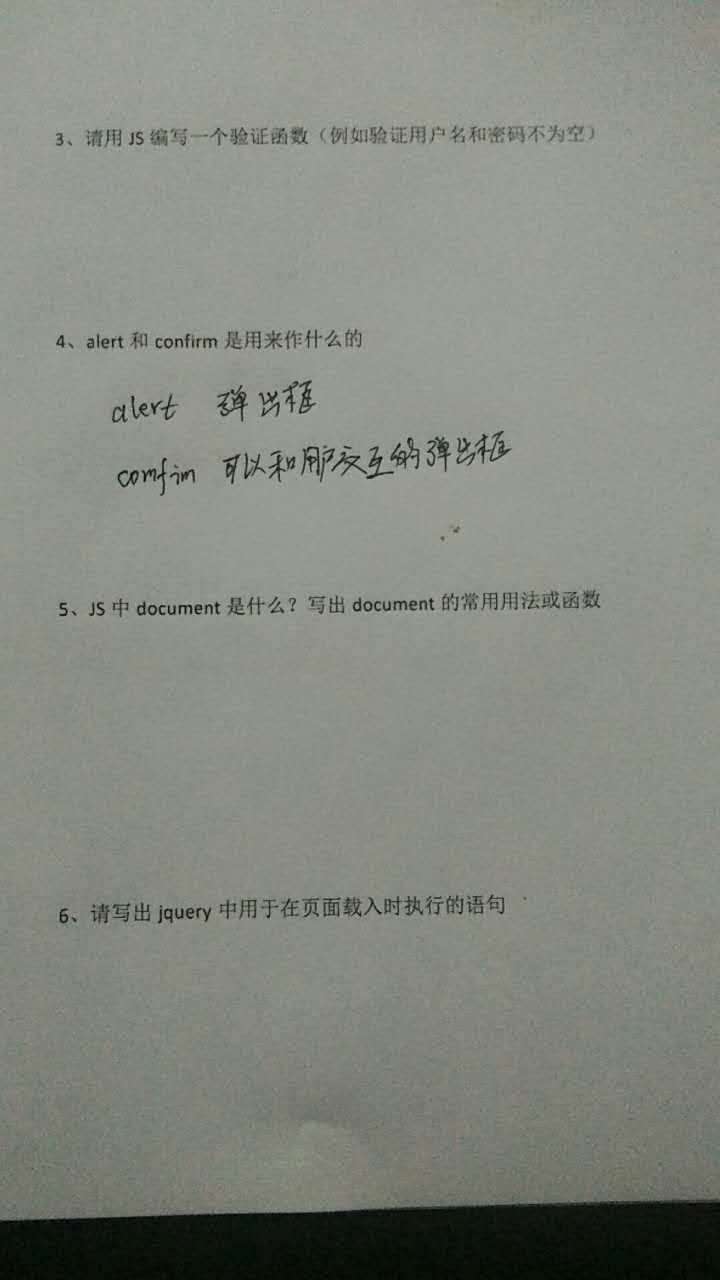 3、请用 JS 编写一个验证函数（例如验证用户名和密码不为空）
4、alert 和 confirm 是用来作什么的
alert 弹出框
comfim 可以和用户交互的弹出框
5、JS 中 document 是什么？写出 document 的常用用法或函数
6、请写出 jquery 中用于在页面载入时执行的语句